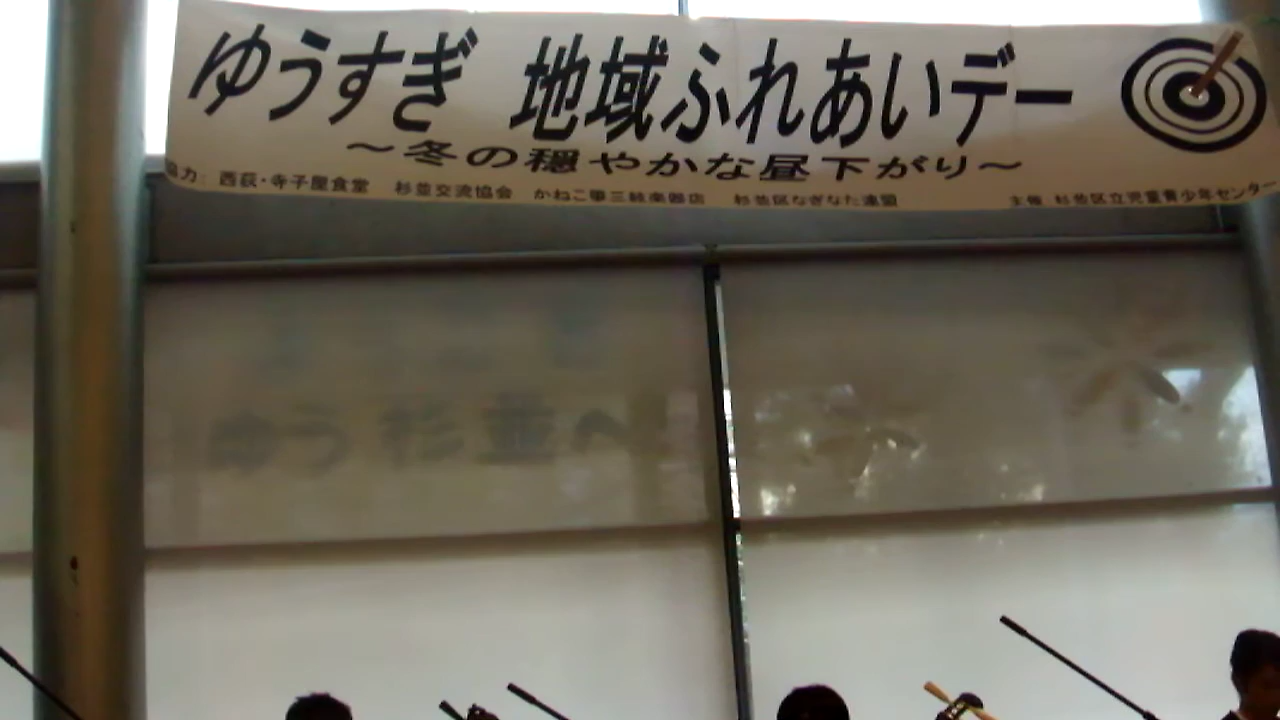 ゆうすぎ 地域ふれあいデー
～冬の穏やかな昼下がり～
協力: 西荻・寺子屋食堂 杉並交流協会 かねこ琴三絃楽器店 杉並区なぎなた連盟 主催 杉並区立児童青少年センター
ゆう杉並へ